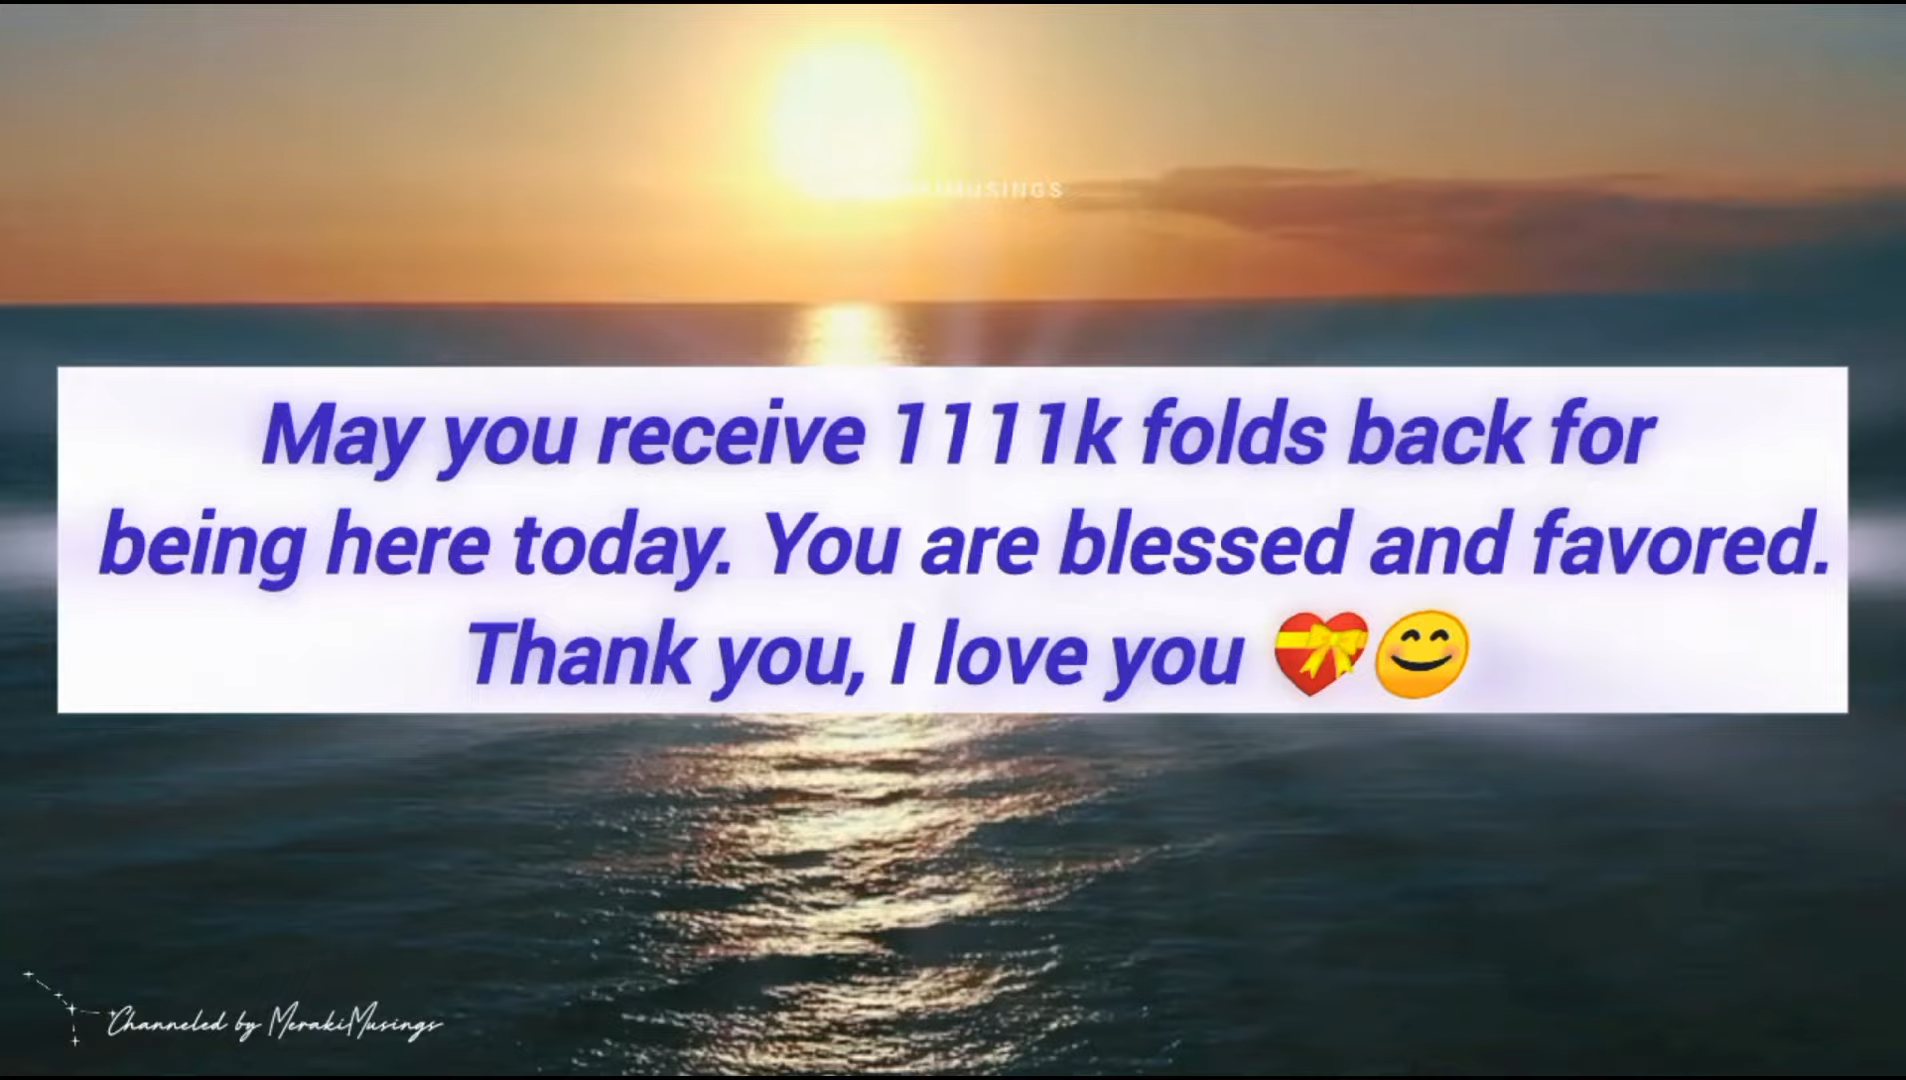 May you receive 1111k folds back for
being here today. You are blessed and favored.
Thank you, I love you 💝😊
Channeled by MerakiMusings